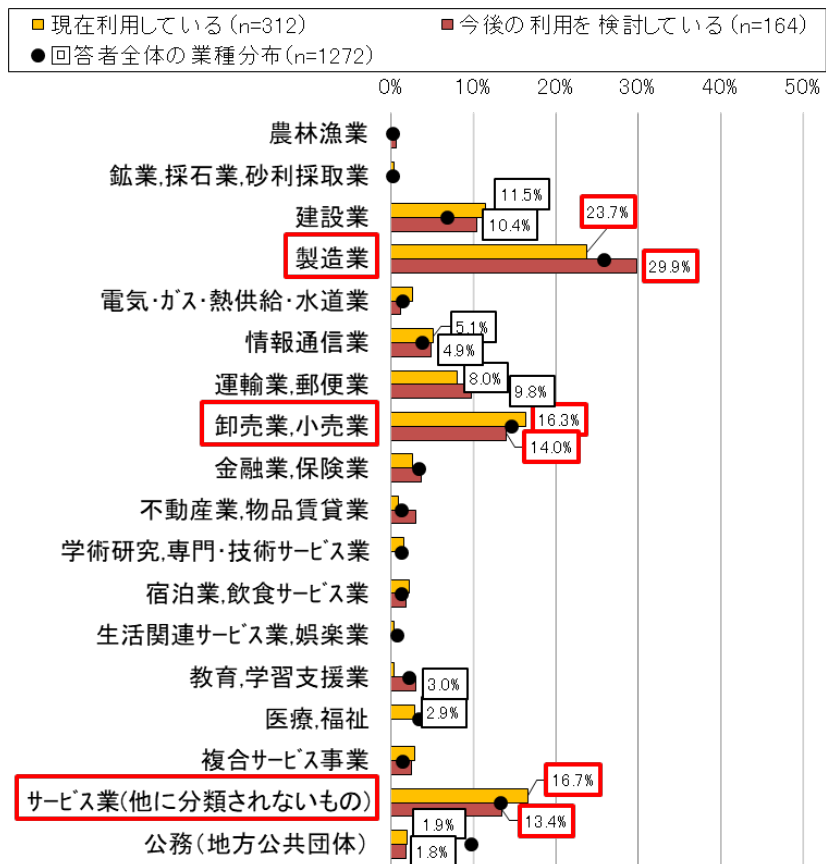 現在利用している (n=312) 今後の利用を検討している (n=164)
回答者全体の業種分布(n=1272)
0% 10% 20% 30% 40% 50%
農林漁業
鉱業,採石業,砂利採取業
11.5%
建設業
10.4%
23.7%
製造業
29.9%
電気・ガス・熱供給・水道業
5.1%
情報通信業
4.9%
8.0%
運輸業,郵便業
9.8%
卸売業,小売業
16.3%
14.0%
金融業,保険業
不動産業,物品賃貸業
学術研究,専門・技術サービス業
宿泊業,飲食サービス業
生活関連サービス業,娯楽業
教育,学習支援業
3.0%
医療,福祉
2.9%
複合サービス事業
16.7%
サービス業(他に分類されないもの)
13.4%
1.9%
公務(地方公共団体)
1.8%